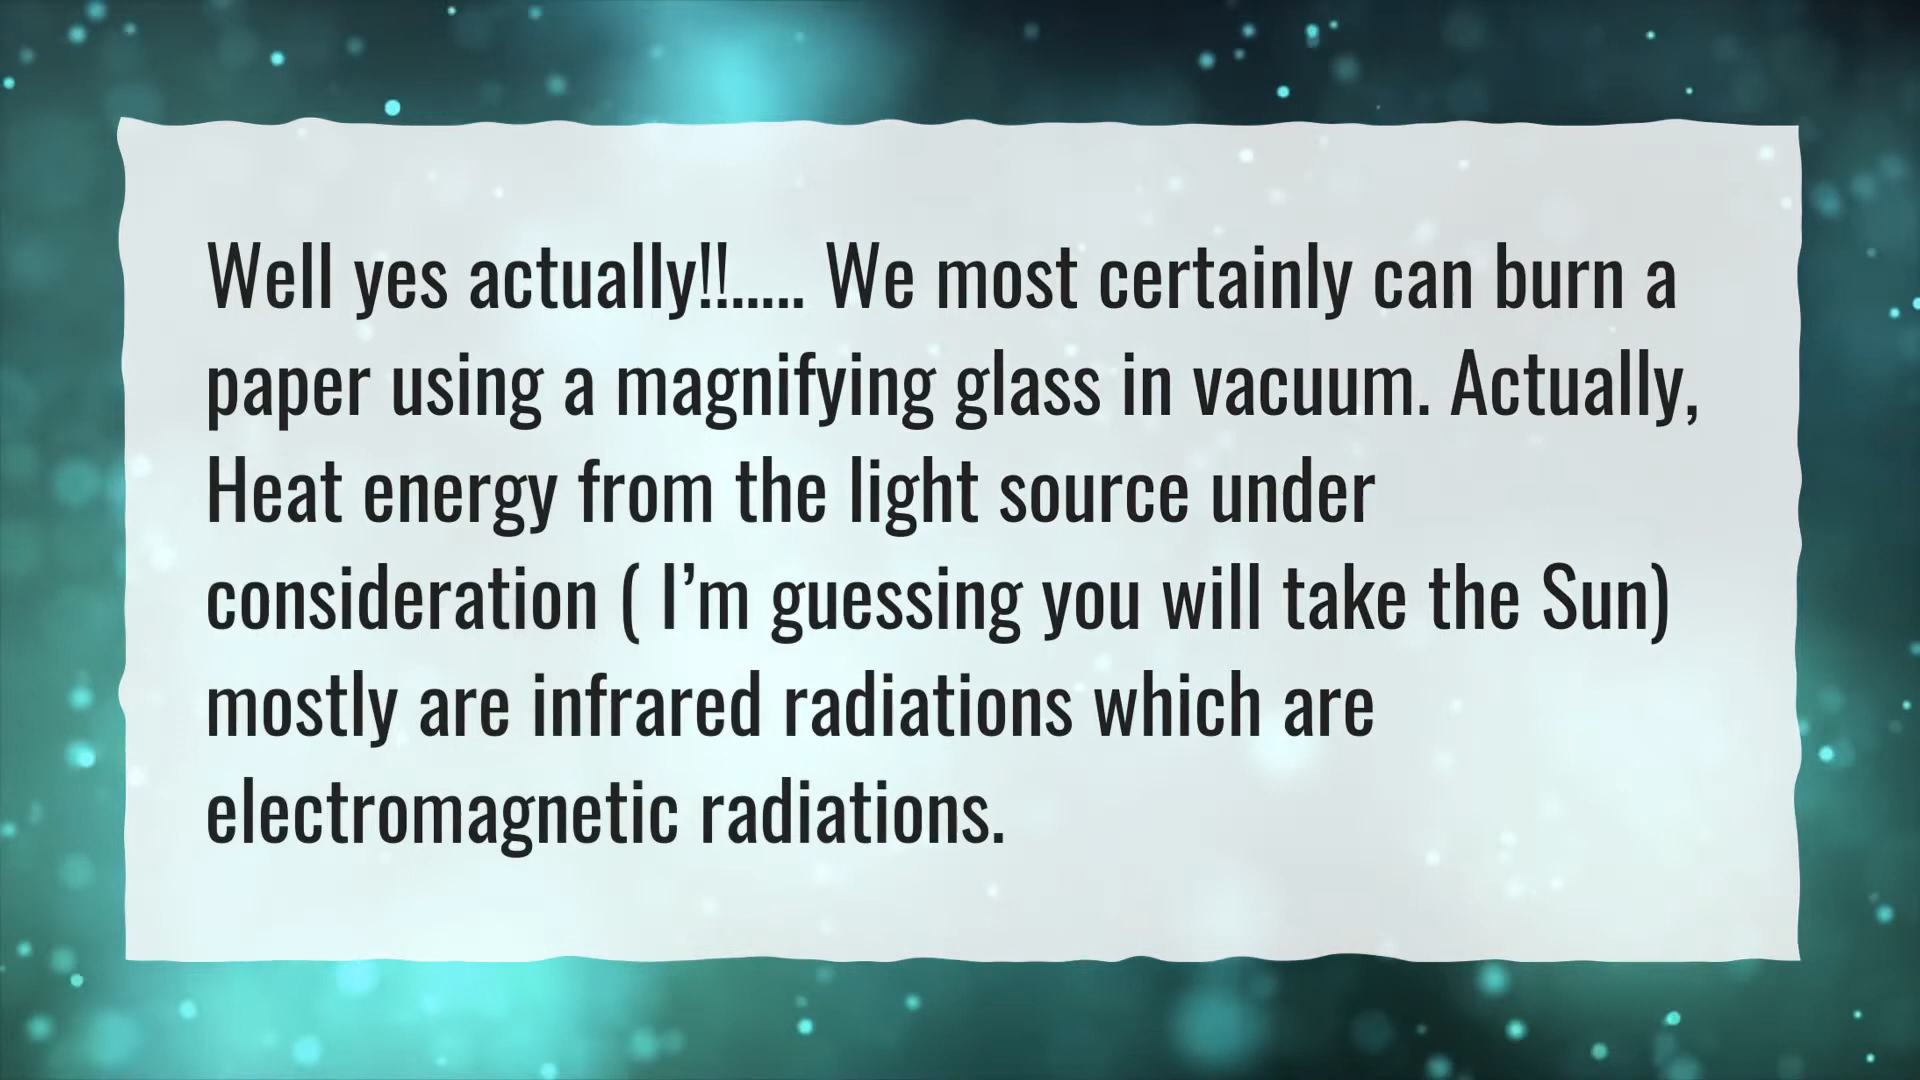 Well yes actually!!..... We most certainly can burn a
paper using a magnifying glass in vacuum. Actually,
Heat energy from the light source under
consideration ( I’m guessing you will take the Sun)
mostly are infrared radiations which are
electromagnetic radiations.